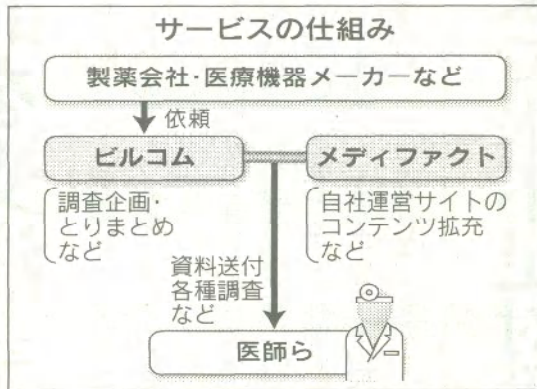 サービスの仕組み
製薬会社・医療機器メーカーなど
依頼
ビルコム
メディファクト
調査企画・
とりまとめ
など
自社運営サイトの
コンテンツ拡充
など
資料送付
各種調査
など
医師ら